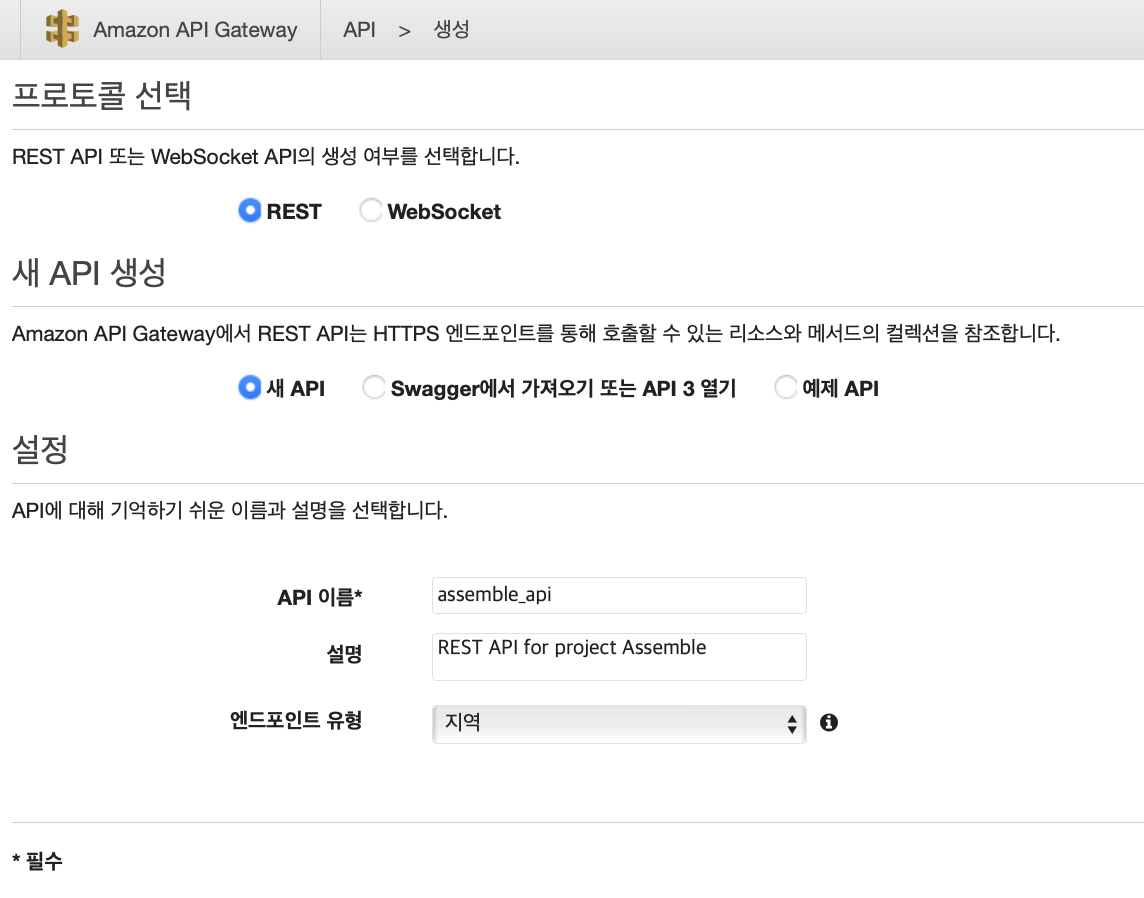 Amazon API Gateway API > 생성
프로토콜 선택
REST API 또는 WebSocket API의 생성 여부를 선택합니다.
REST WebSocket
새 API 생성
Amazon API Gateway에서 REST API는 HTTPS 엔드포인트를 통해 호출할 수 있는 리소스와 메서드의 컬렉션을 참조합니다.
새 API Swagger에서 가져오기 또는 API 3 열기 예제 API
설정
API에 대해 기억하기 쉬운 이름과 설명을 선택합니다.
API 이름* assemble_api
설명 REST API for project Assemble
엔드포인트 유형 지역
* 필수